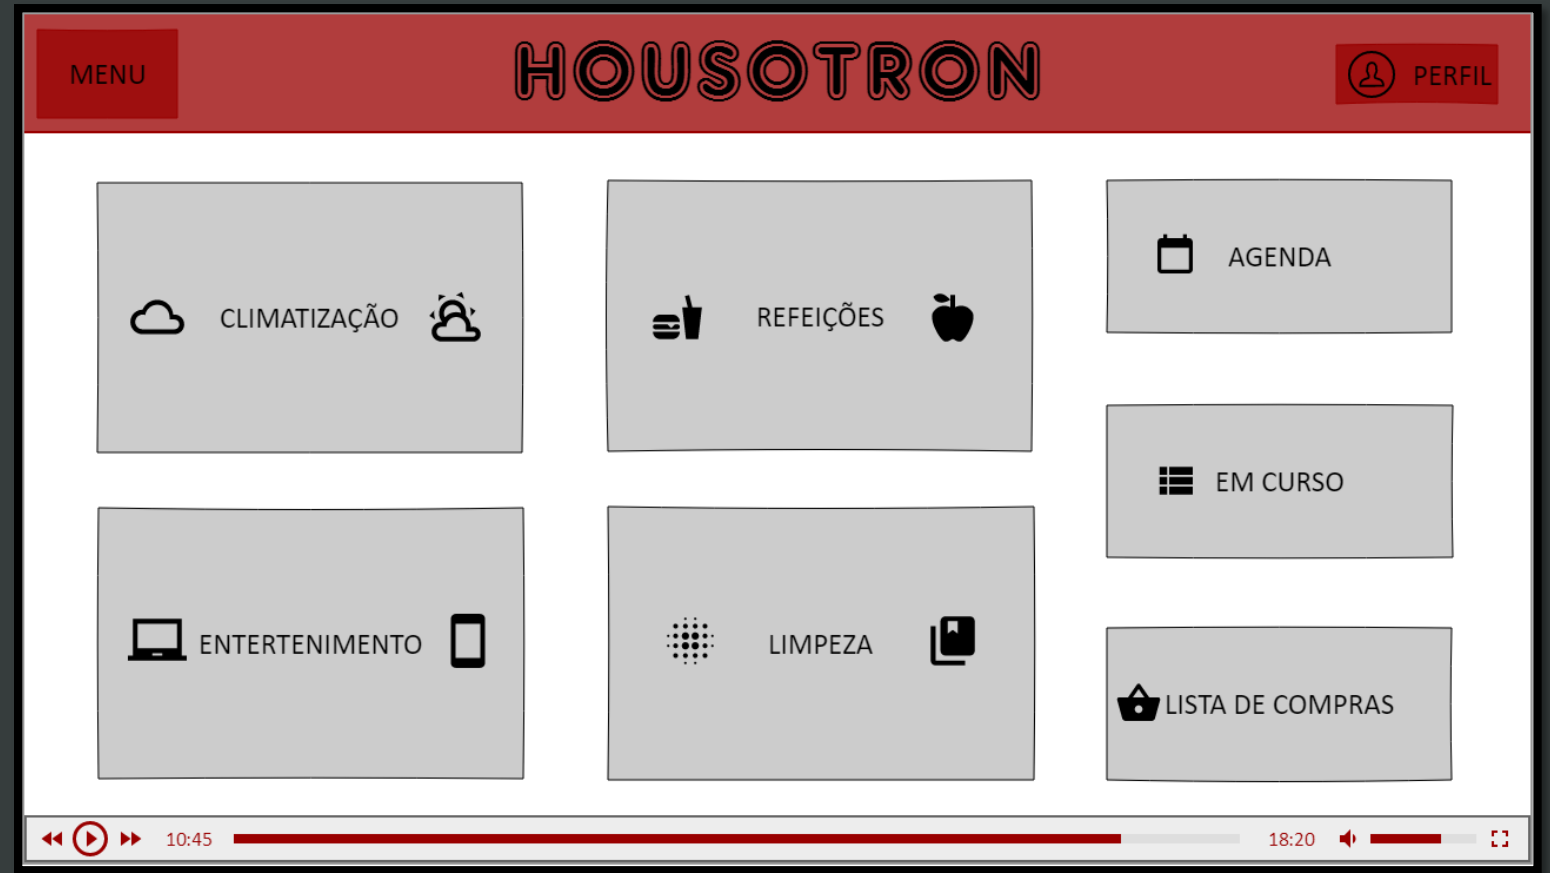 MENU
HOUSOTRON
PERFIL
CLIMATIZAÇÃO
REFEIÇÕES
AGENDA
EM CURSO
ENTERTENIMENTO
LIMPEZA
LISTA DE COMPRAS
10:45
18:20